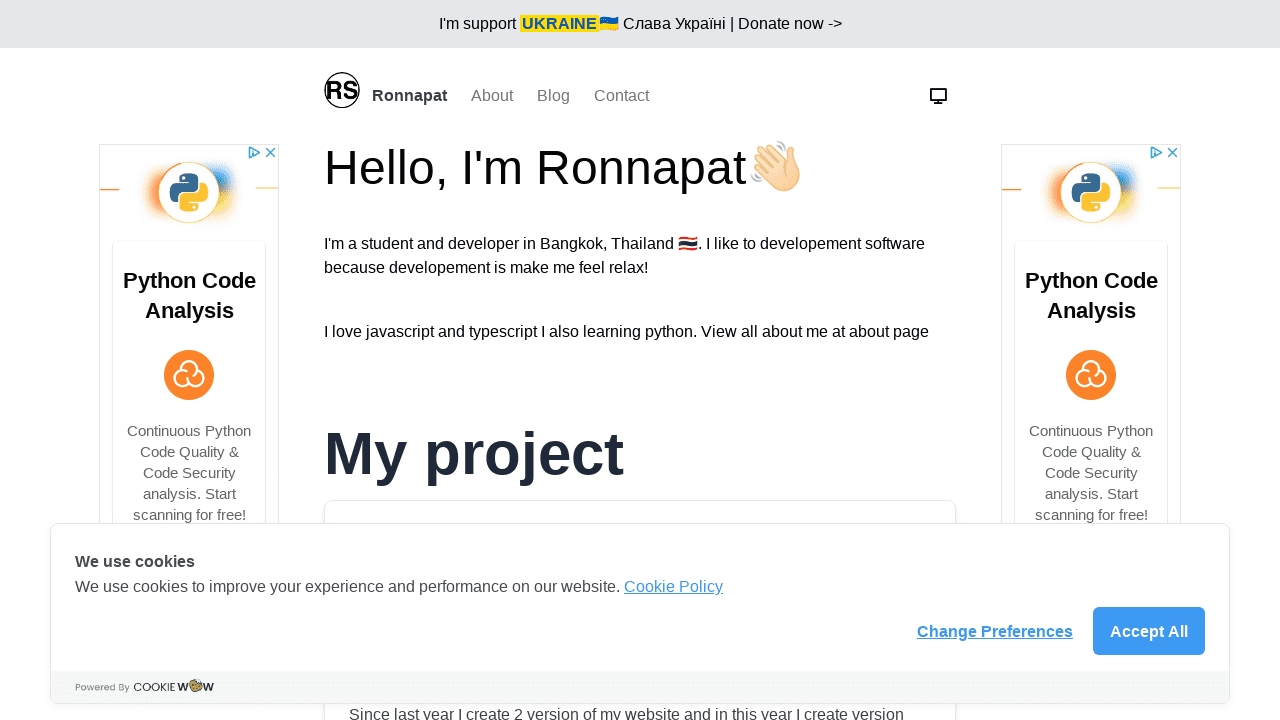 I'm support UKRAINE🇺🇦 Слава Україні | Donate now ->
RS Ronnapat About Blog Contact
Hello, I'm Ronnapat👋🏻
I'm a student and developer in Bangkok, Thailand 🇹🇭. I like to developement software
because developement is make me feel relax!
I love javascript and typescript I also learning python. View all about me at about page
My project
Python Code
Analysis
Continuous Python
Code Quality &
Code Security
analysis. Start
scanning for free!
Python Code
Analysis
Continuous Python
Code Quality &
Code Security
analysis. Start
scanning for free!
We use cookies
We use cookies to improve your experience and performance on our website. Cookie Policy
Change Preferences Accept All
Powered By COOKIE WOW
Since last year I create 2 version of my website and in this year I create version